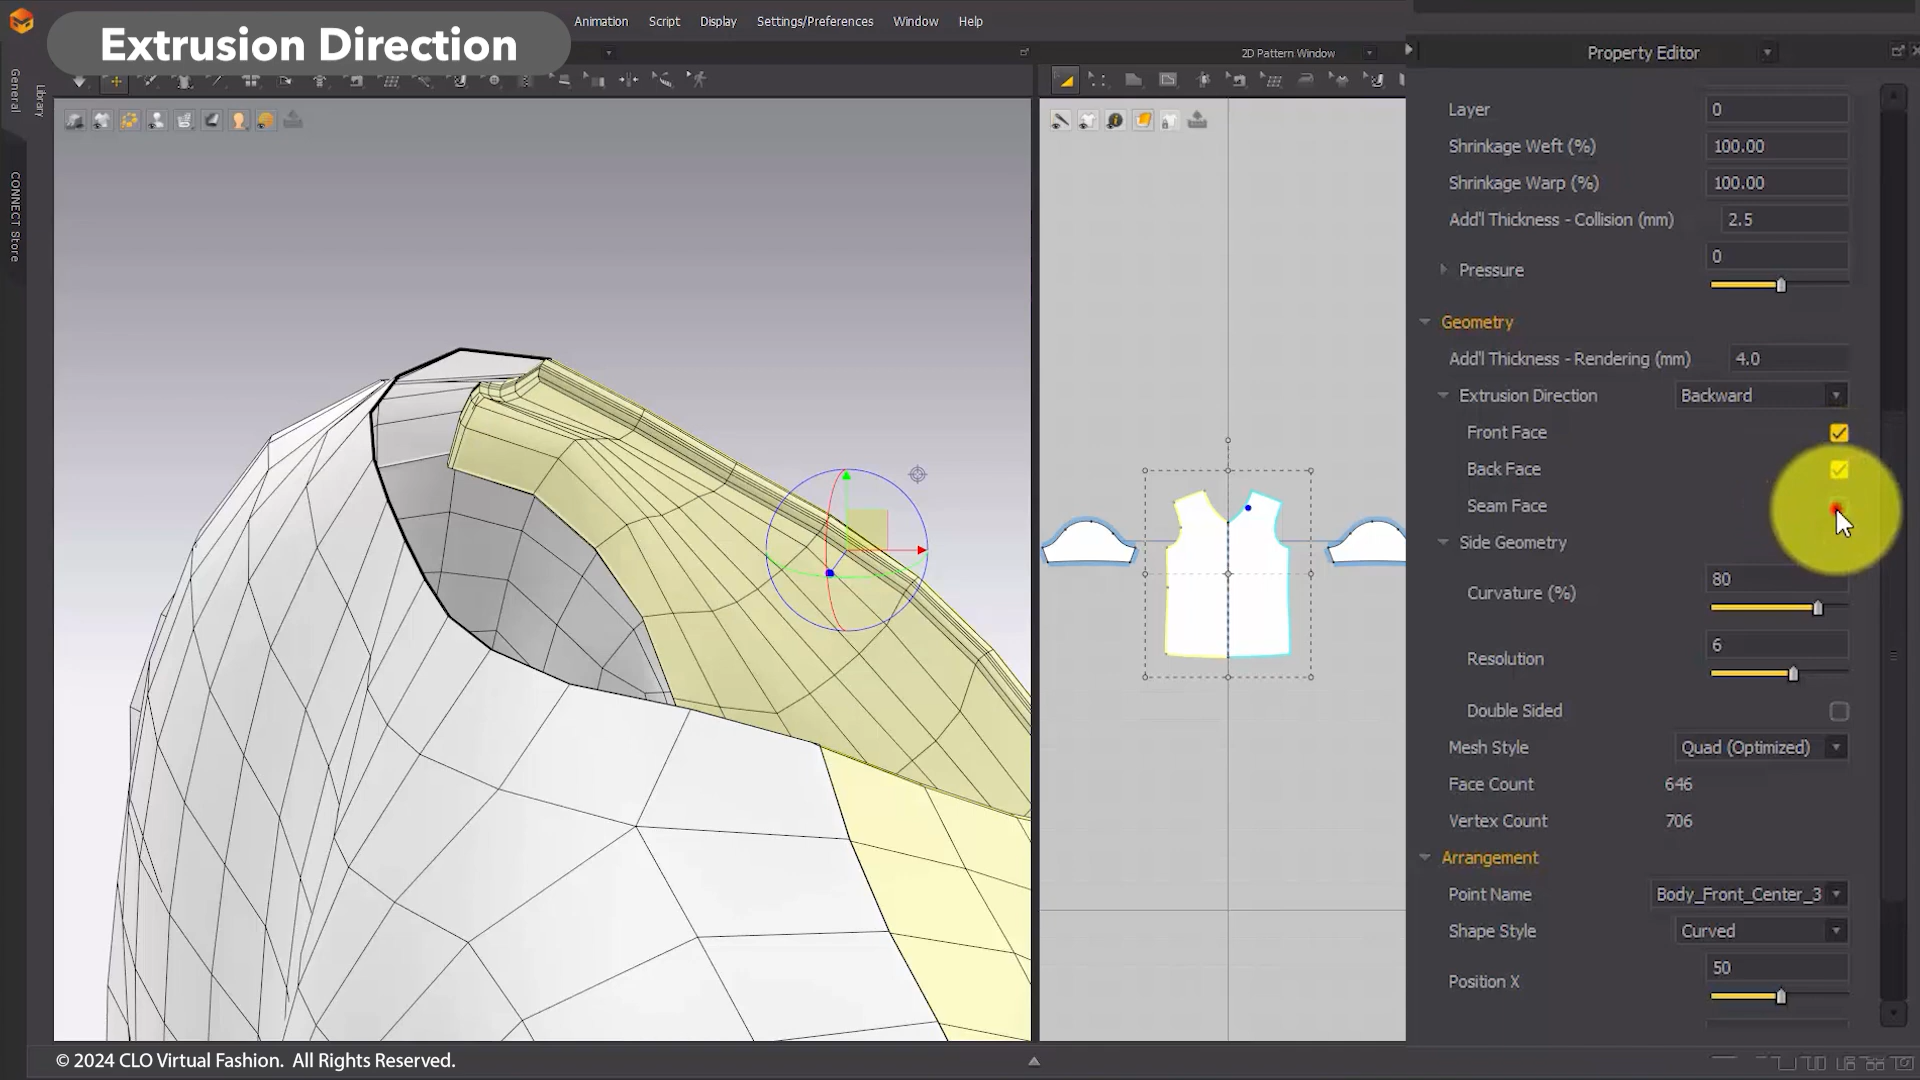 Extrusion Direction
Animation
Script
Display
Settings/Preferences
Window
Help
General
Library
CONNECT Store
2D Pattern Window
Property Editor
Layer
0
Shrinkage Weft (%)
100.00
Shrinkage Warp (%)
100.00
Add'l Thickness - Collision (mm)
2.5
Pressure
0
Geometry
Add'l Thickness - Rendering (mm)
4.0
Extrusion Direction
Backward
Front Face
Back Face
Seam Face
Side Geometry
Curvature (%)
80
Resolution
6
Double Sided
Mesh Style
Quad (Optimized)
Face Count
646
Vertex Count
706
Arrangement
Point Name
Body_Front_Center_3
Shape Style
Curved
Position X
50
© 2024 CLO Virtual Fashion. All Rights Reserved.